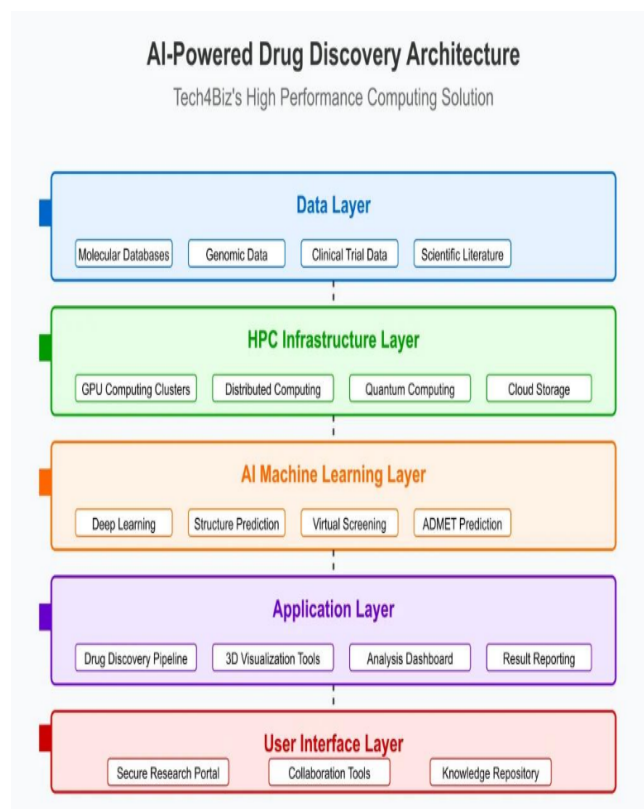 AI-Powered Drug Discovery Architecture
Tech4Biz's High Performance Computing Solution
Data Layer
Molecular Databases Genomic Data Clinical Trial Data Scientific Literature
HPC Infrastructure Layer
GPU Computing Clusters Distributed Computing Quantum Computing Cloud Storage
AI Machine Learning Layer
Deep Learning Structure Prediction Virtual Screening ADMET Prediction
Application Layer
Drug Discovery Pipeline 3D Visualization Tools Analysis Dashboard Result Reporting
User Interface Layer
Secure Research Portal Collaboration Tools Knowledge Repository